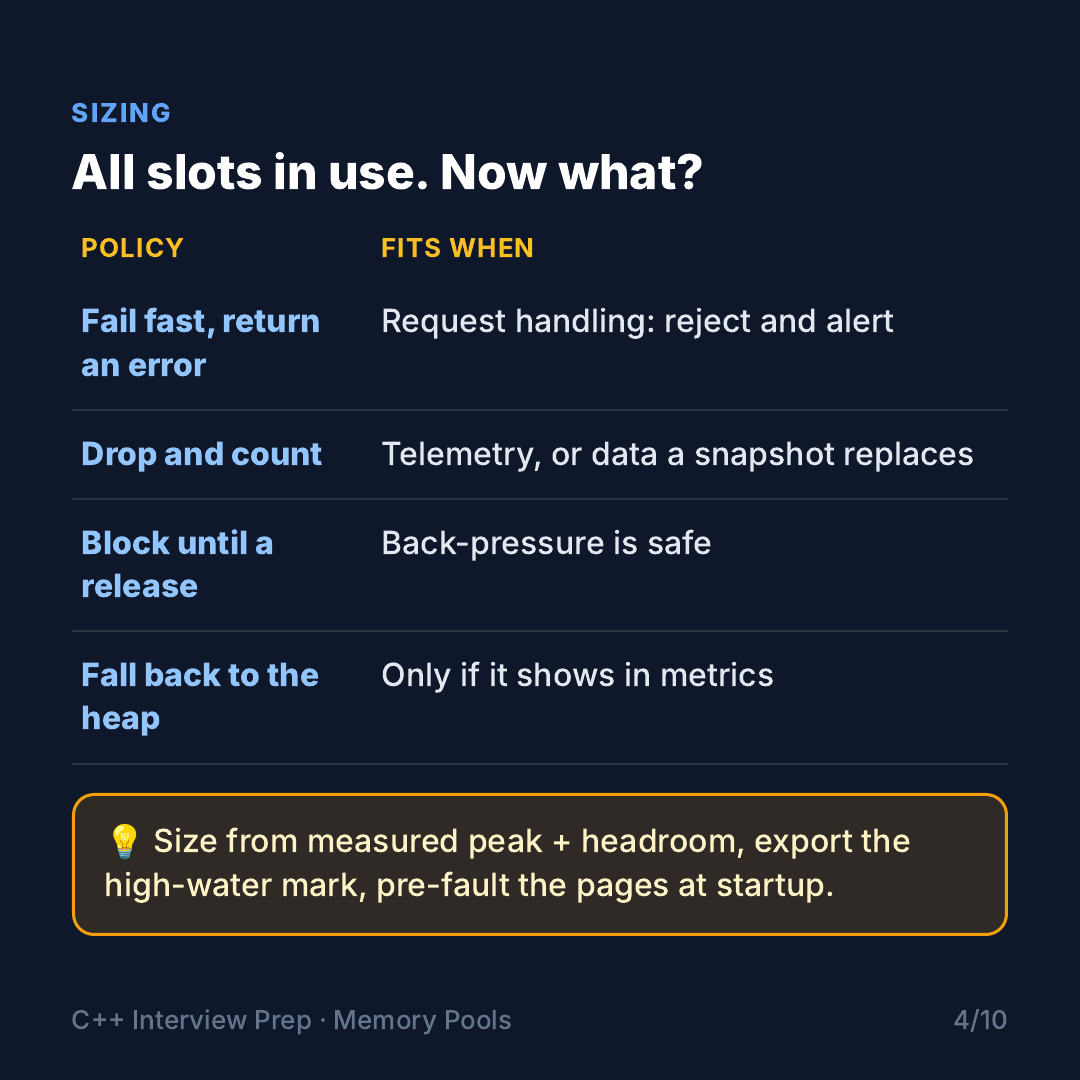 SIZING
All slots in use. Now what?
POLICY FITS WHEN
Fail fast, return Request handling: reject and alert
an error
Drop and count Telemetry, or data a snapshot replaces
Block until a Back-pressure is safe
release
Fall back to the Only if it shows in metrics
heap
💡 Size from measured peak + headroom, export the
high-water mark, pre-fault the pages at startup.
C++ Interview Prep · Memory Pools 4/10